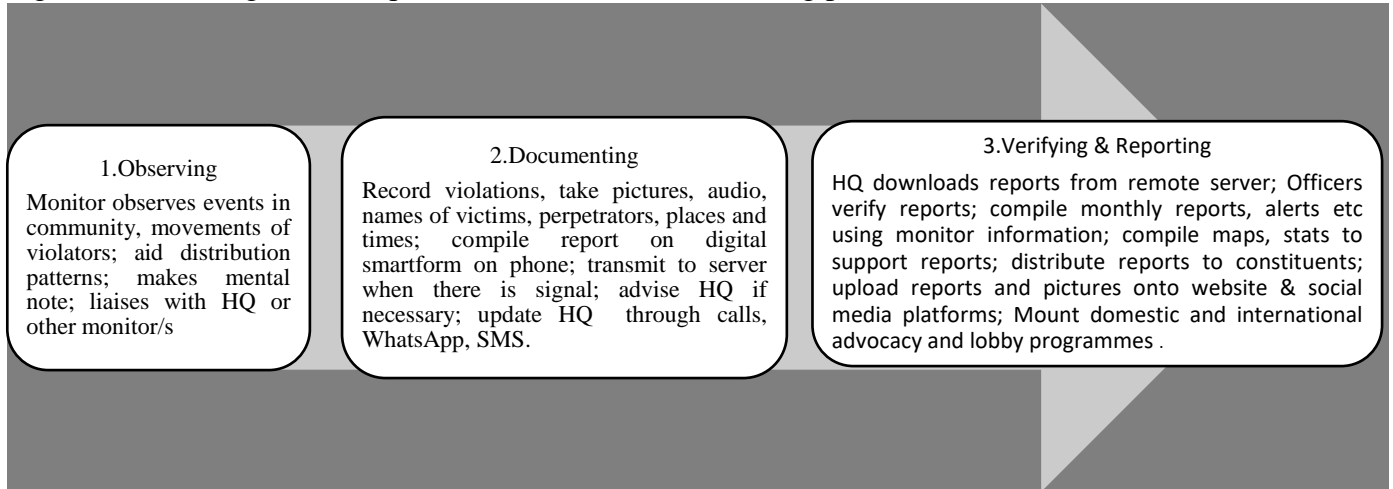 1.Observing
Monitor observes events in
community, movements of
violators; aid distribution
patterns; makes mental
note; liaises with HQ or
other monitor/s
2.Documenting
Record violations, take pictures, audio,
names of victims, perpetrators, places and
times; compile report on digital
smartform on phone; transmit to server
when there is signal; advise HQ if
necessary; update HQ through calls,
WhatsApp, SMS.
3.Verifying & Reporting
HQ downloads reports from remote server; Officers
verify reports; compile monthly reports, alerts etc
using monitor information; compile maps, stats to
support reports; distribute reports to constituents;
upload reports and pictures onto website & social
media platforms; Mount domestic and international
advocacy and lobby programmes .